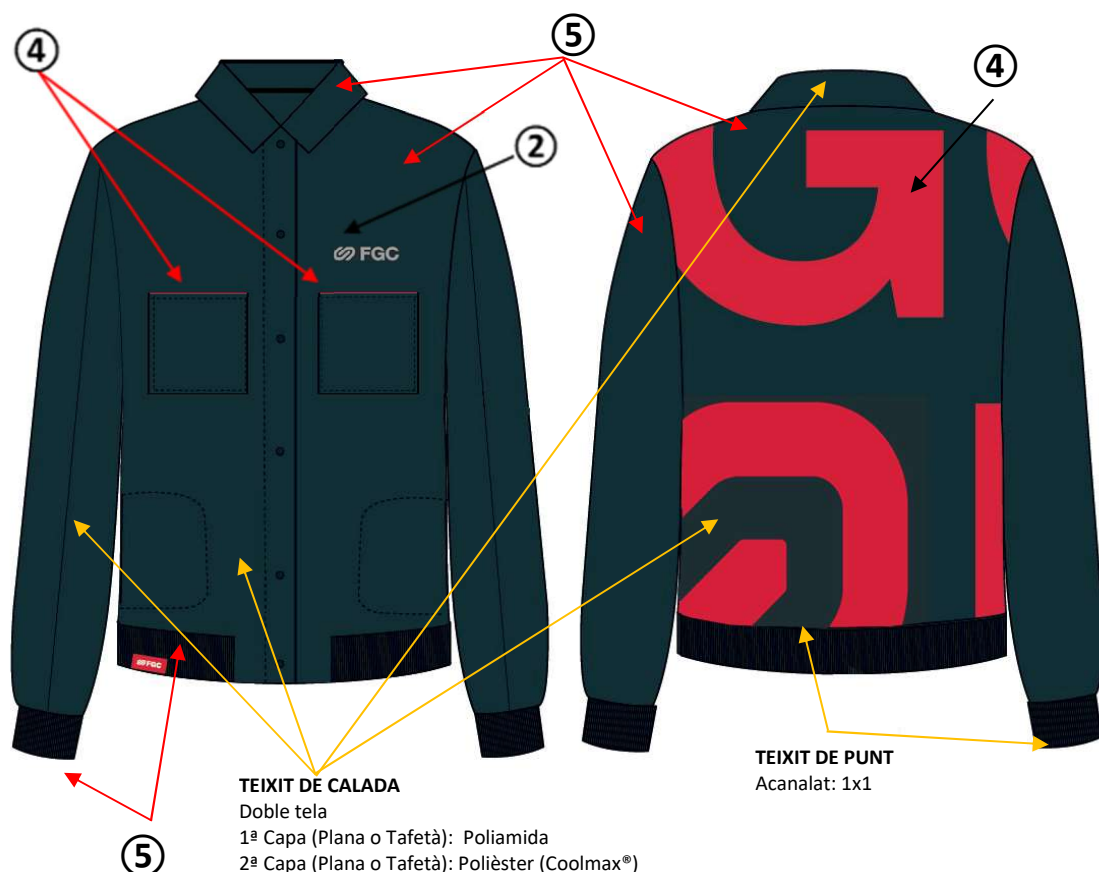 ④
⑤
④
②
FGC
FGC
TEIXIT DE PUNT
Acanalat: 1x1
TEIXIT DE CALADA
Doble tela
1ª Capa (Plana o Tafetà): Poliamida
2ª Capa (Plana o Tafetà): Polièster (Coolmax®)
⑤